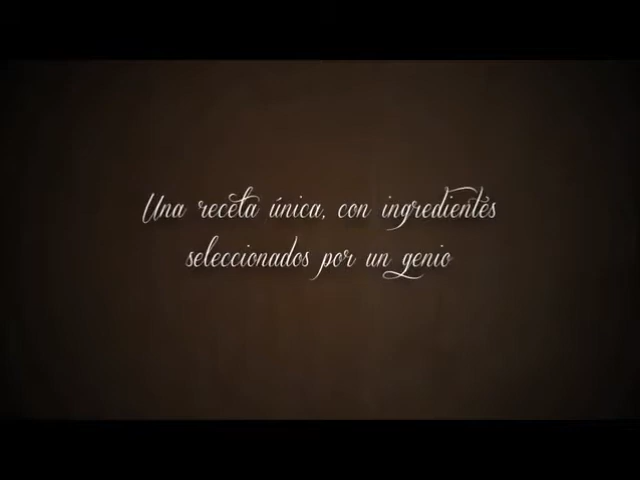 Una receta única, con ingredientes
seleccionados por un genio